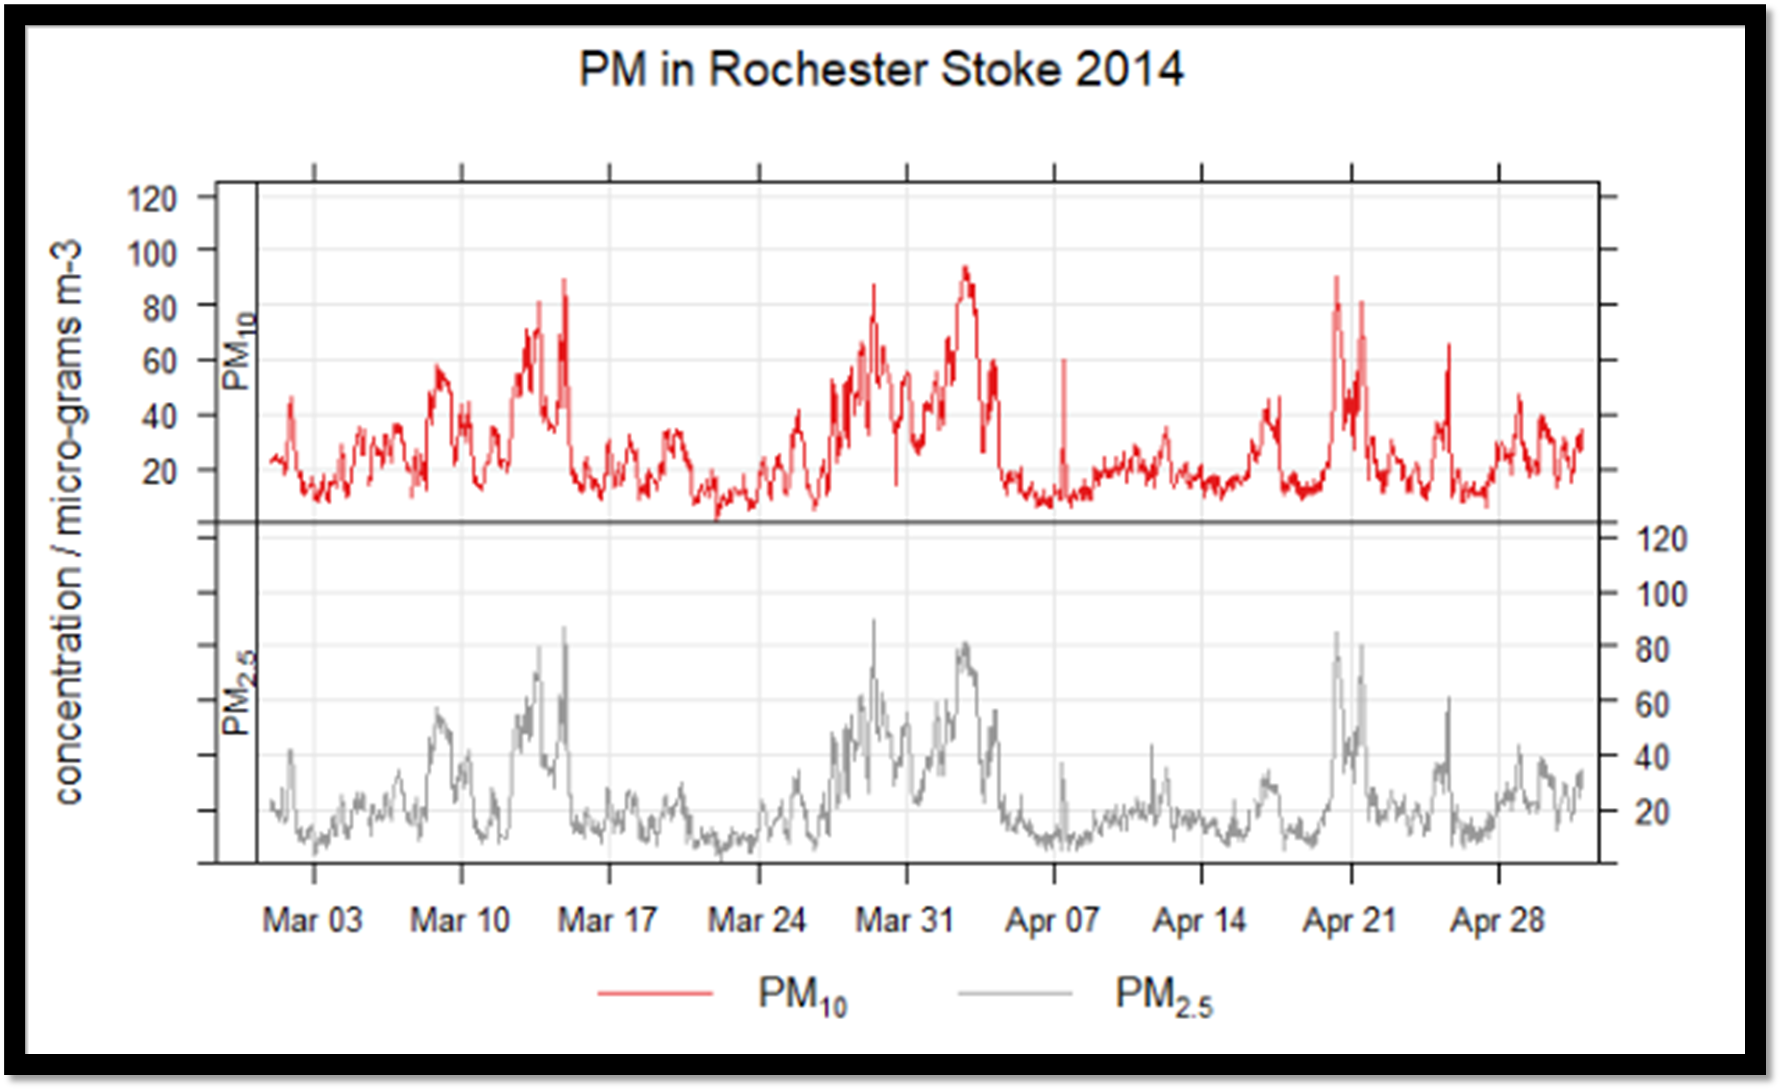 PM in Rochester Stoke 2014
concentration / micro-grams m-3
PM10
120
100
80
60
40
20
PM2.5
120
100
80
60
40
20
Mar 03 Mar 10 Mar 17 Mar 24 Mar 31 Apr 07 Apr 14 Apr 21 Apr 28
PM10 PM2.5